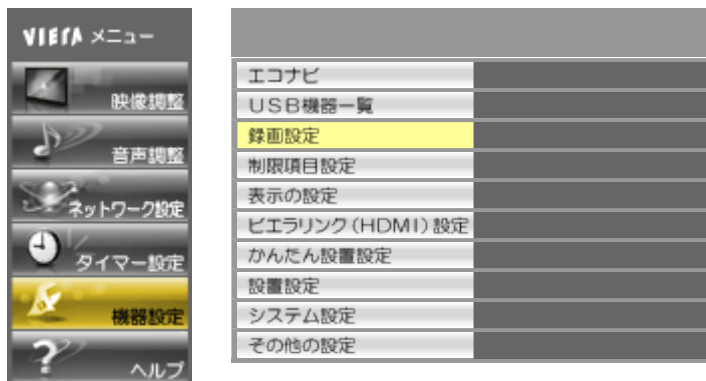 VIErA メニュー
映像調整
音声調整
ネットワーク設定
タイマー設定
機器設定
ヘルプ
エコナビ
USB機器一覧
録画設定
制限項目設定
表示の設定
ビエラリンク(HDMI)設定
かんたん設置設定
設置設定
システム設定
その他の設定